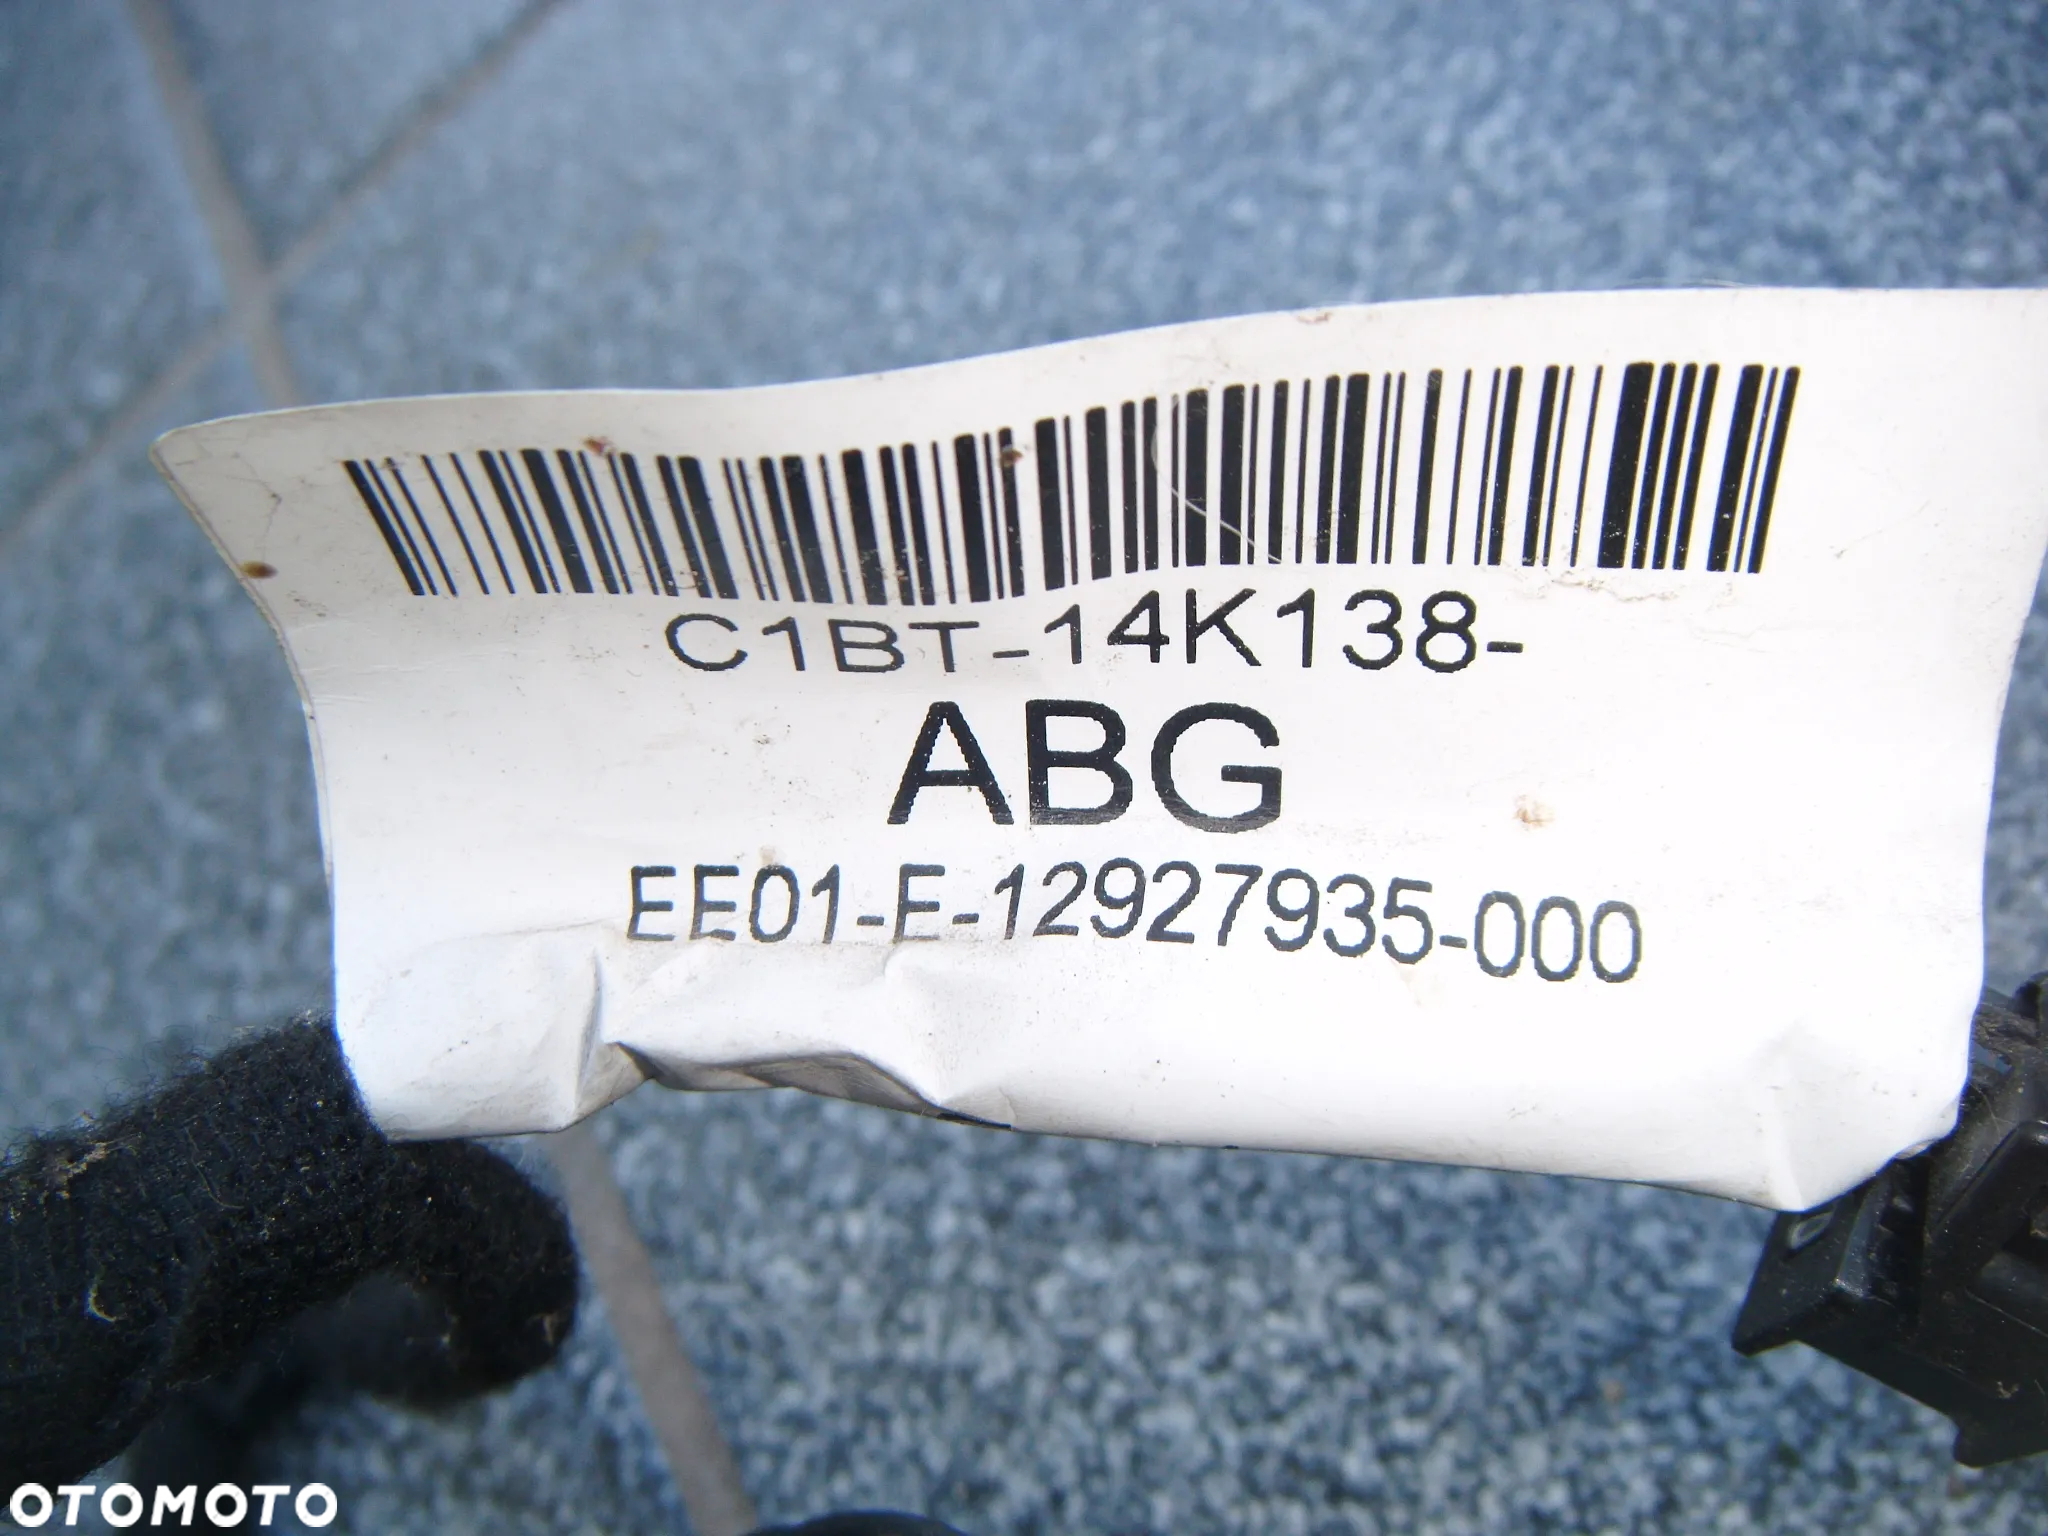 C1BT-14K138-
ABG
EE01-E-12927935-000
OTOMOTO